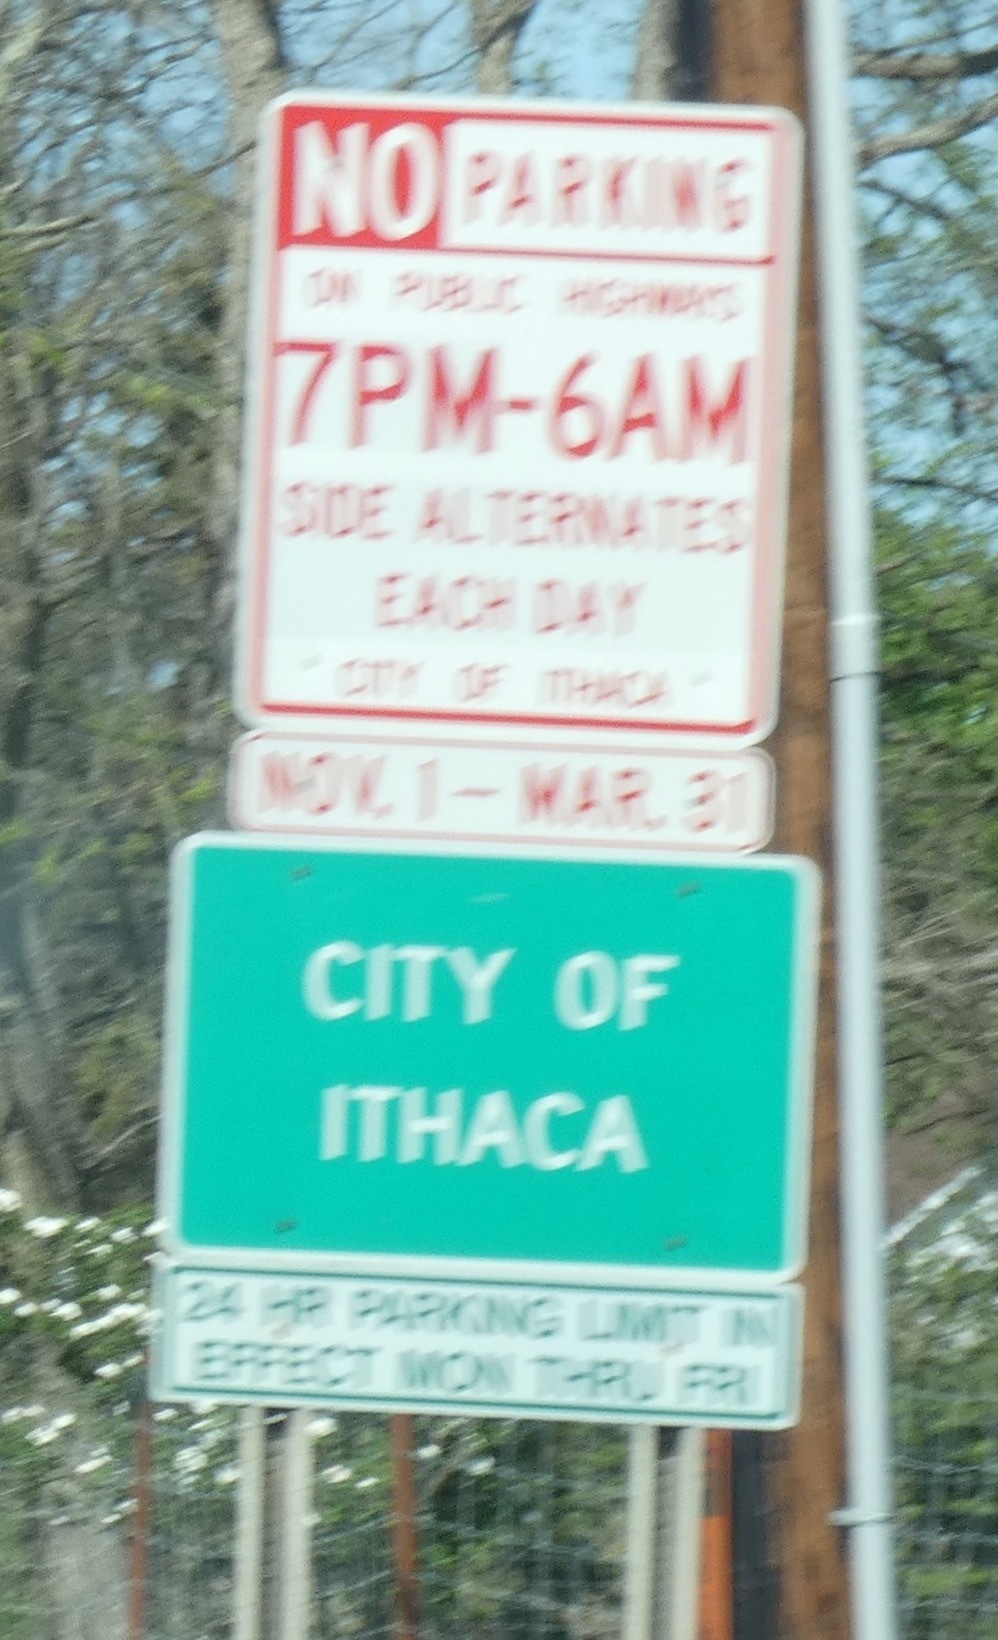 NO PARKING
ON PUBLIC HIGHWAYS
7PM-6AM
SIDE ALTERNATES
EACH DAY
- CITY OF ITHACA -
NOV. 1 - MAR. 31
CITY OF
ITHACA
24 HR PARKING LIMIT IN
EFFECT MON THRU FRI